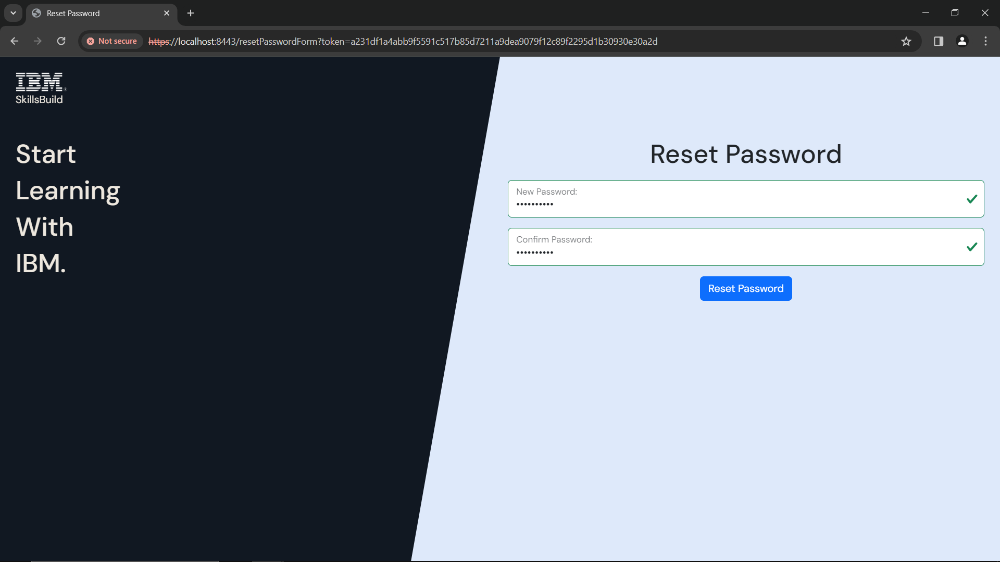 Reset Password
Not secure https://localhost:8443/resetPasswordForm?token=a231df1a4abb9f5591c517b85d7211a9dea9079f12c89f2295d1b30930e30a2d
IBM
SkillsBuild
Start
Learning
With
IBM.
Reset Password
New Password:
••••••••••
Confirm Password:
••••••••••
Reset Password